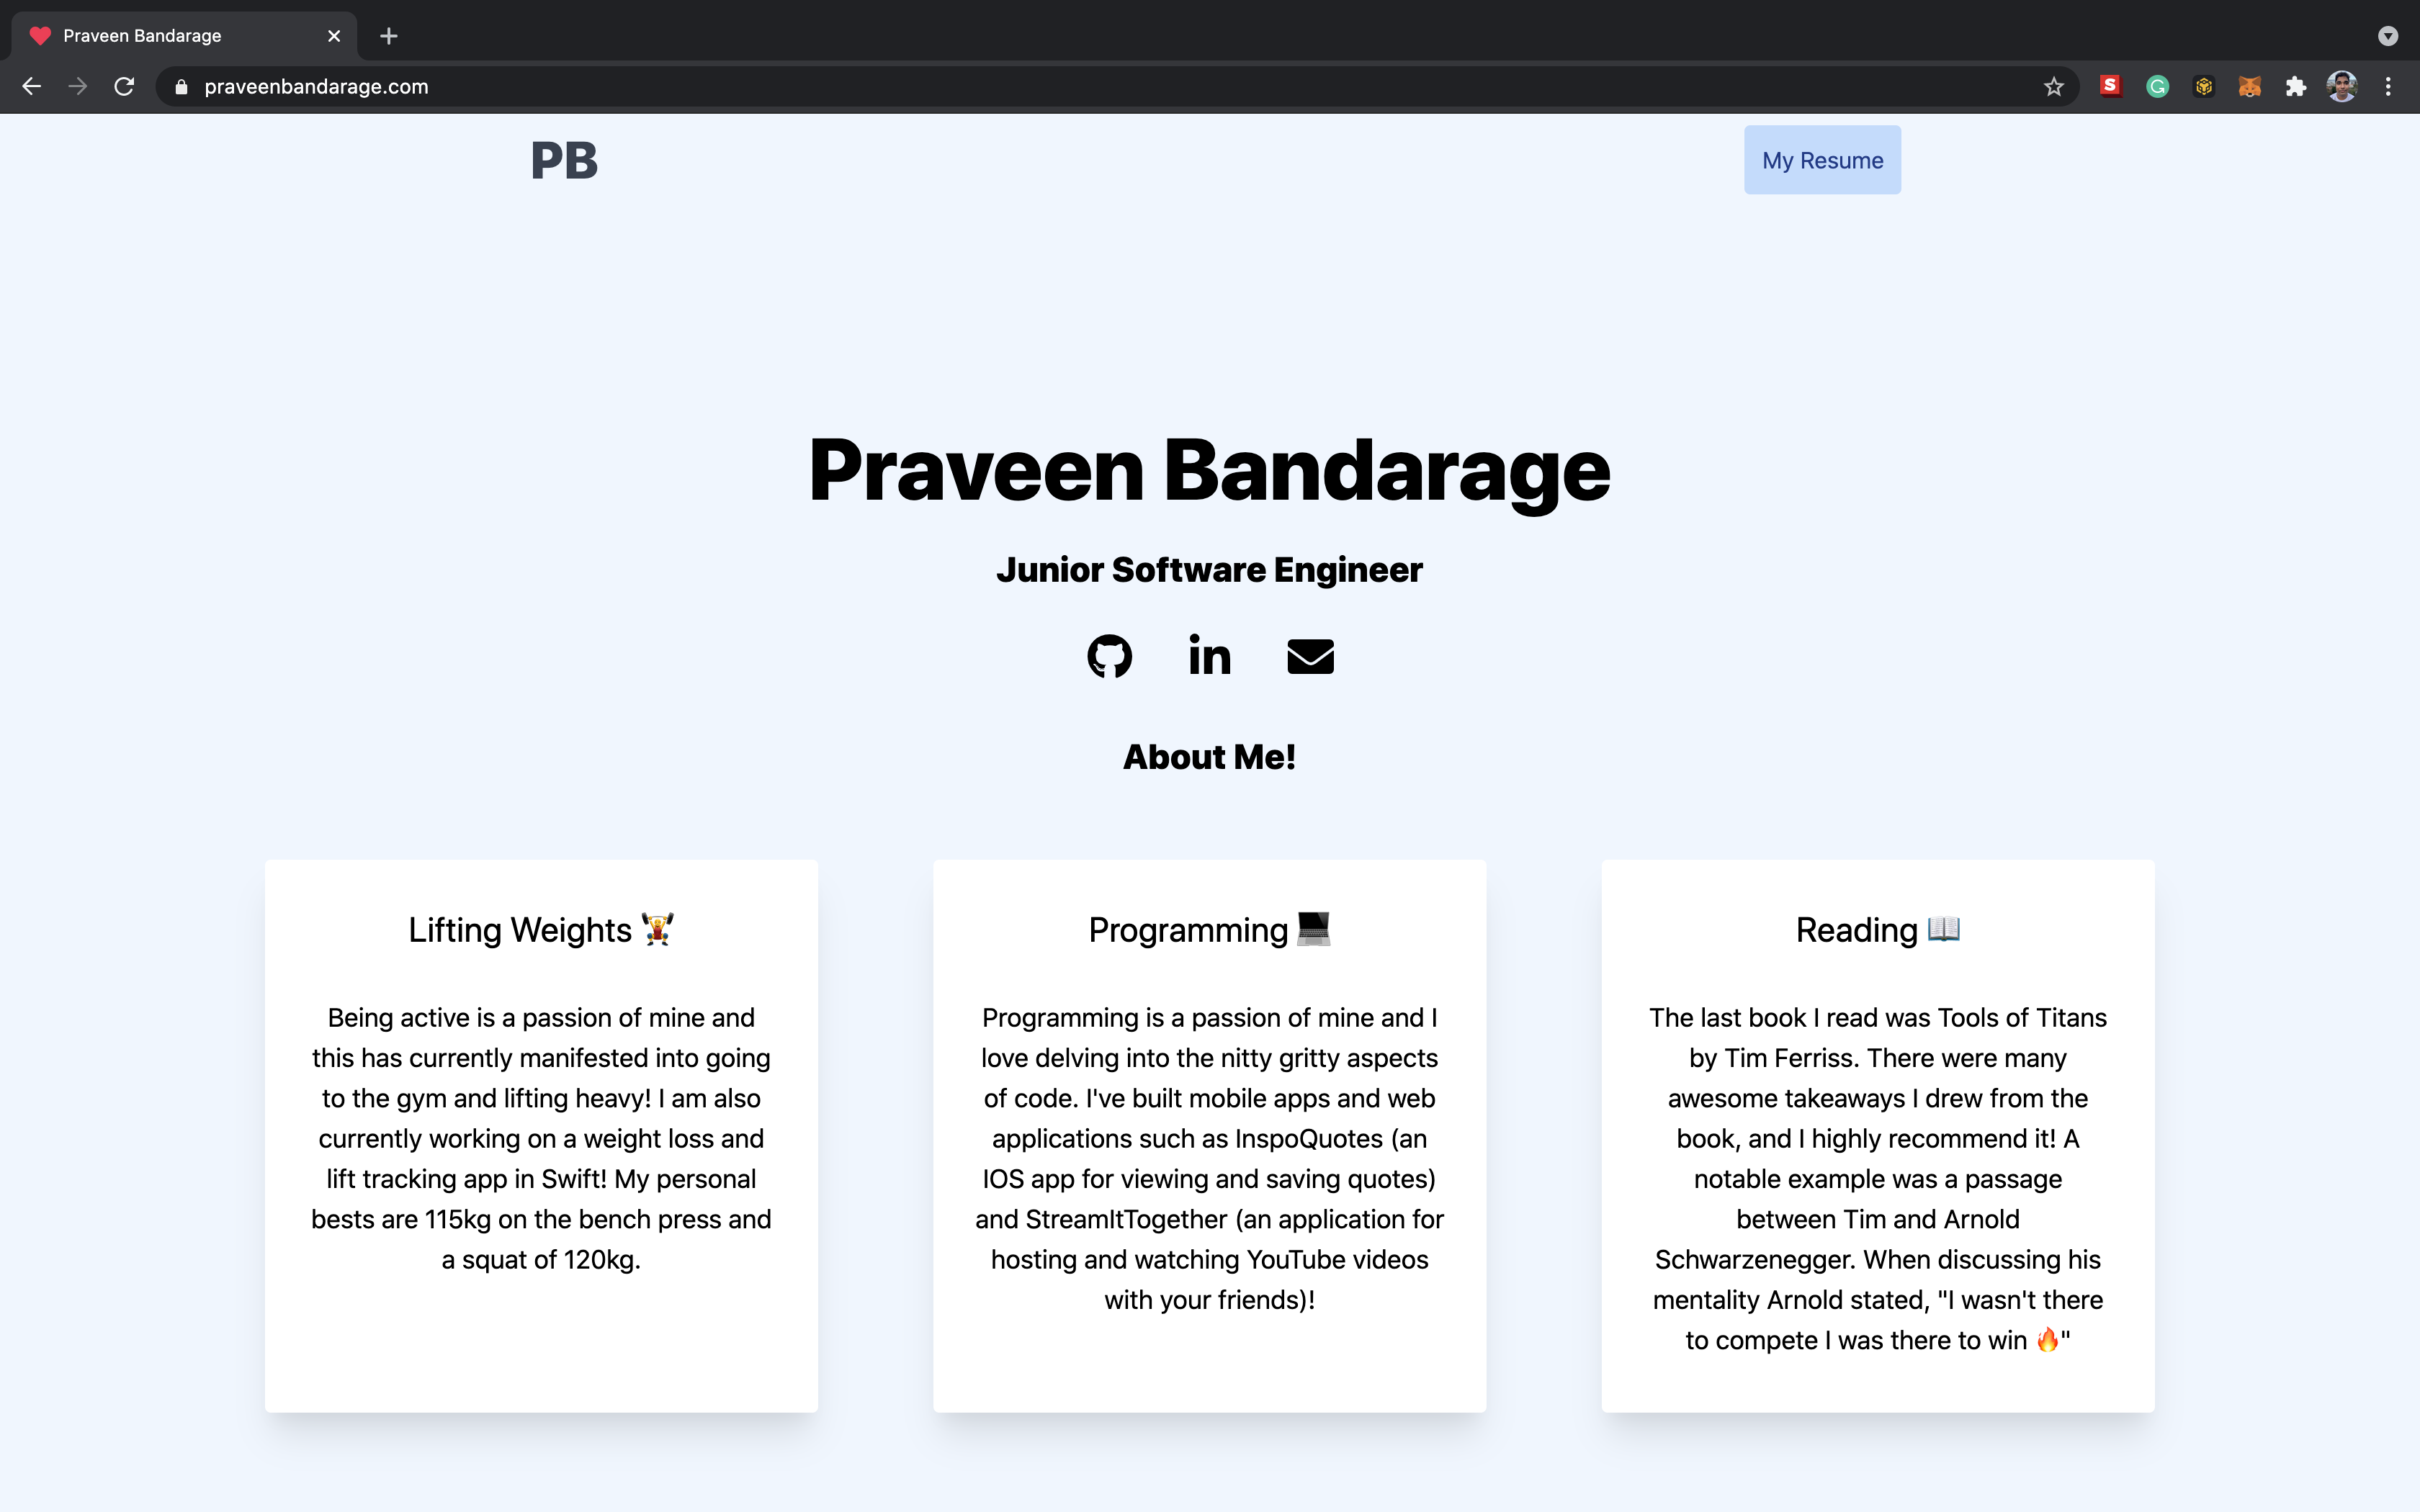 Praveen Bandarage
praveenbandarage.com
PB
My Resume
Praveen Bandarage
Junior Software Engineer
in
About Me!
Lifting Weights 🏋️
Being active is a passion of mine and
this has currently manifested into going
to the gym and lifting heavy! I am also
currently working on a weight loss and
lift tracking app in Swift! My personal
bests are 115kg on the bench press and
a squat of 120kg.
Programming 💻
Programming is a passion of mine and I
love delving into the nitty gritty aspects
of code. I've built mobile apps and web
applications such as InspoQuotes (an
IOS app for viewing and saving quotes)
and StreamItTogether (an application for
hosting and watching YouTube videos
with your friends)!
Reading 📖
The last book I read was Tools of Titans
by Tim Ferriss. There were many
awesome takeaways I drew from the
book, and I highly recommend it! A
notable example was a passage
between Tim and Arnold
Schwarzenegger. When discussing his
mentality Arnold stated, "I wasn't there
to compete I was there to win 🔥"